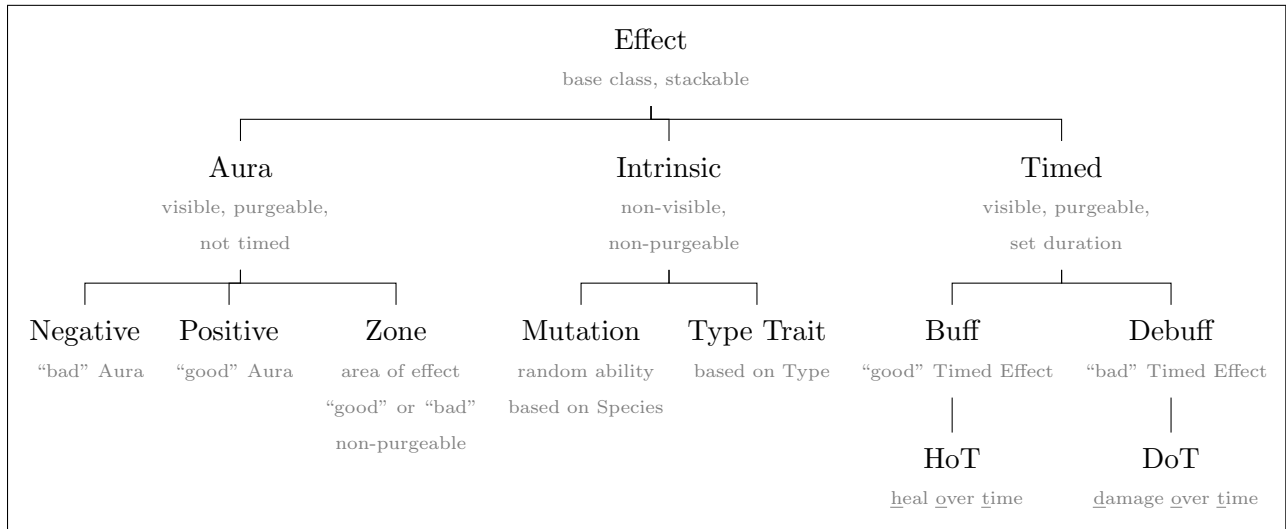 Effect
base class, stackable
Aura
visible, purgeable,
not timed
Intrinsic
non-visible,
non-purgeable
Timed
visible, purgeable,
set duration
Negative
“bad” Aura
Positive
“good” Aura
Zone
area of effect
“good” or “bad”
non-purgeable
Mutation
random ability
based on Species
Type Trait
based on Type
Buff
“good” Timed Effect
HoT
heal over time
Debuff
“bad” Timed Effect
DoT
damage over time